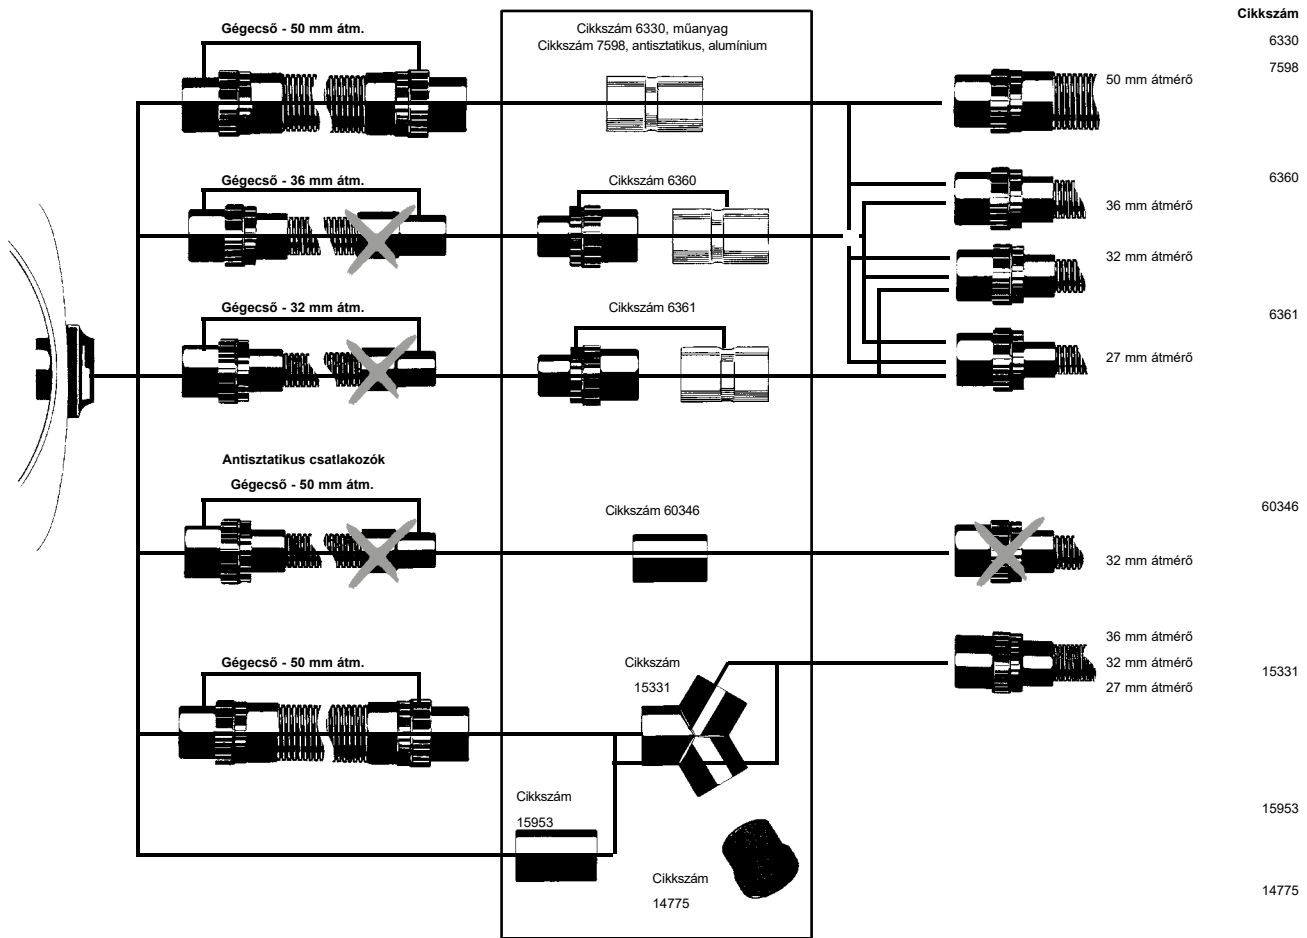 Cikkszám
Gégecső - 50 mm átm.
Cikkszám 6330, műanyag
Cikkszám 7598, antisztatikus, alumínium
6330
7598
50 mm átmérő
Gégecső - 36 mm átm.
Cikkszám 6360
6360
36 mm átmérő
32 mm átmérő
Gégecső - 32 mm átm.
Cikkszám 6361
6361
27 mm átmérő
Antisztatikus csatlakozók
Gégecső - 50 mm átm.
Cikkszám 60346
60346
32 mm átmérő
Gégecső - 50 mm átm.
Cikkszám
15331
36 mm átmérő
32 mm átmérő
27 mm átmérő
15331
Cikkszám
15953
15953
Cikkszám
14775
14775